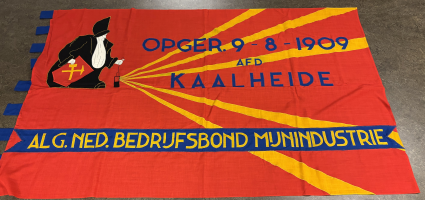 OPGER. 9-8-1909
AFD
KAALHEIDE
ALG. NED. BEDRIJFSBOND MIJNINDUSTRIE